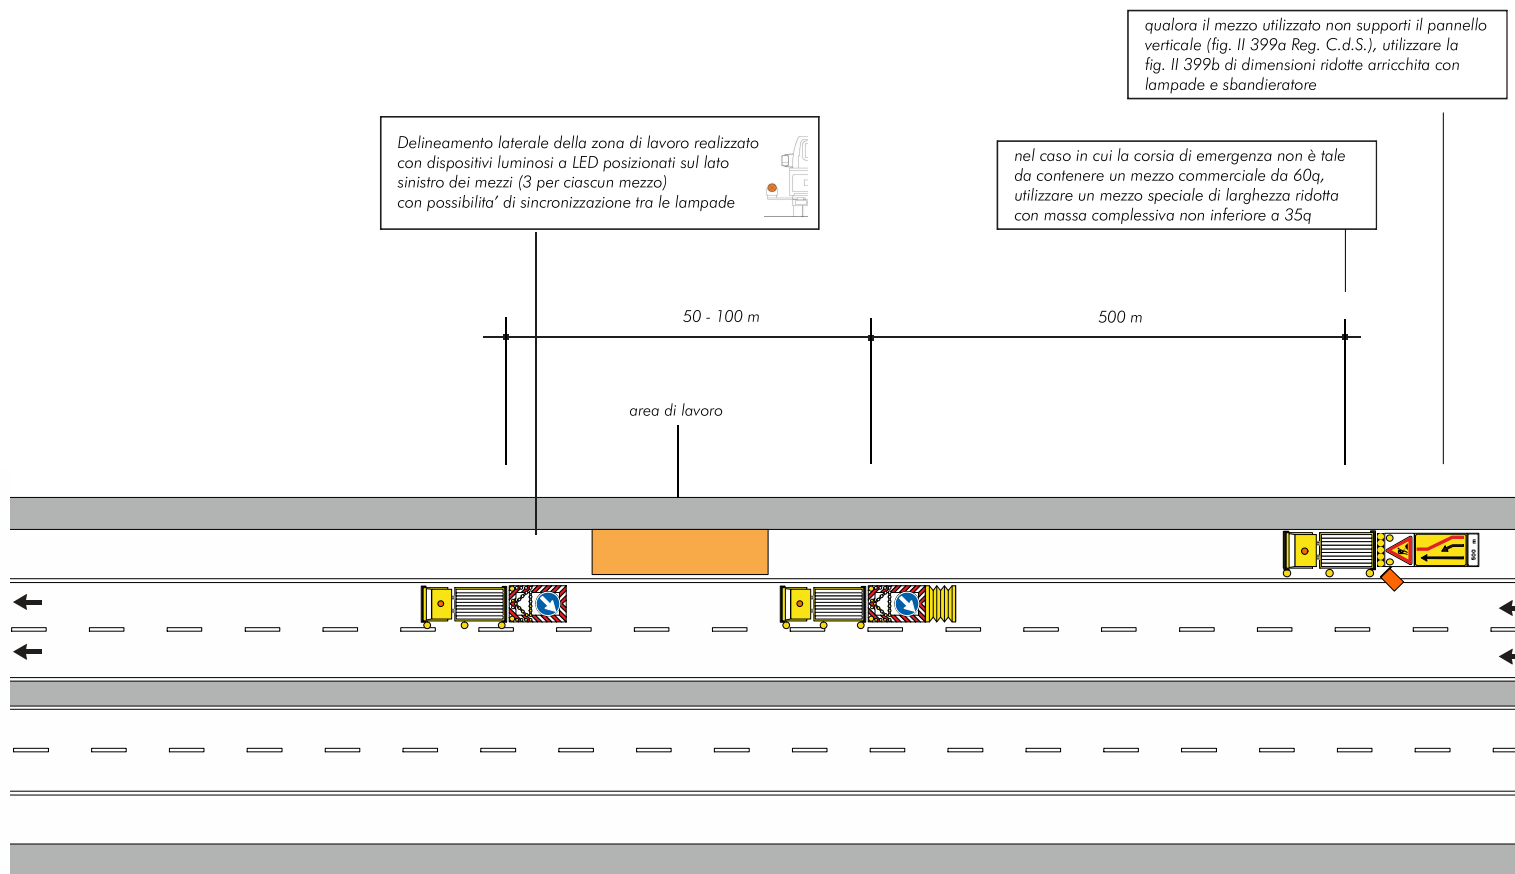 qualora il mezzo utilizzato non supporti il pannello
verticale (fig. II 399a Reg. C.d.S.), utilizzare la
fig. II 399b di dimensioni ridotte arricchita con
lampade e sbandieratore
Delineamento laterale della zona di lavoro realizzato
con dispositivi luminosi a LED posizionati sul lato
sinistro dei mezzi (3 per ciascun mezzo)
con possibilita' di sincronizzazione tra le lampade
nel caso in cui la corsia di emergenza non è tale
da contenere un mezzo commerciale da 60q,
utilizzare un mezzo speciale di larghezza ridotta
con massa complessiva non inferiore a 35q
50 - 100 m
500 m
area di lavoro
500 m